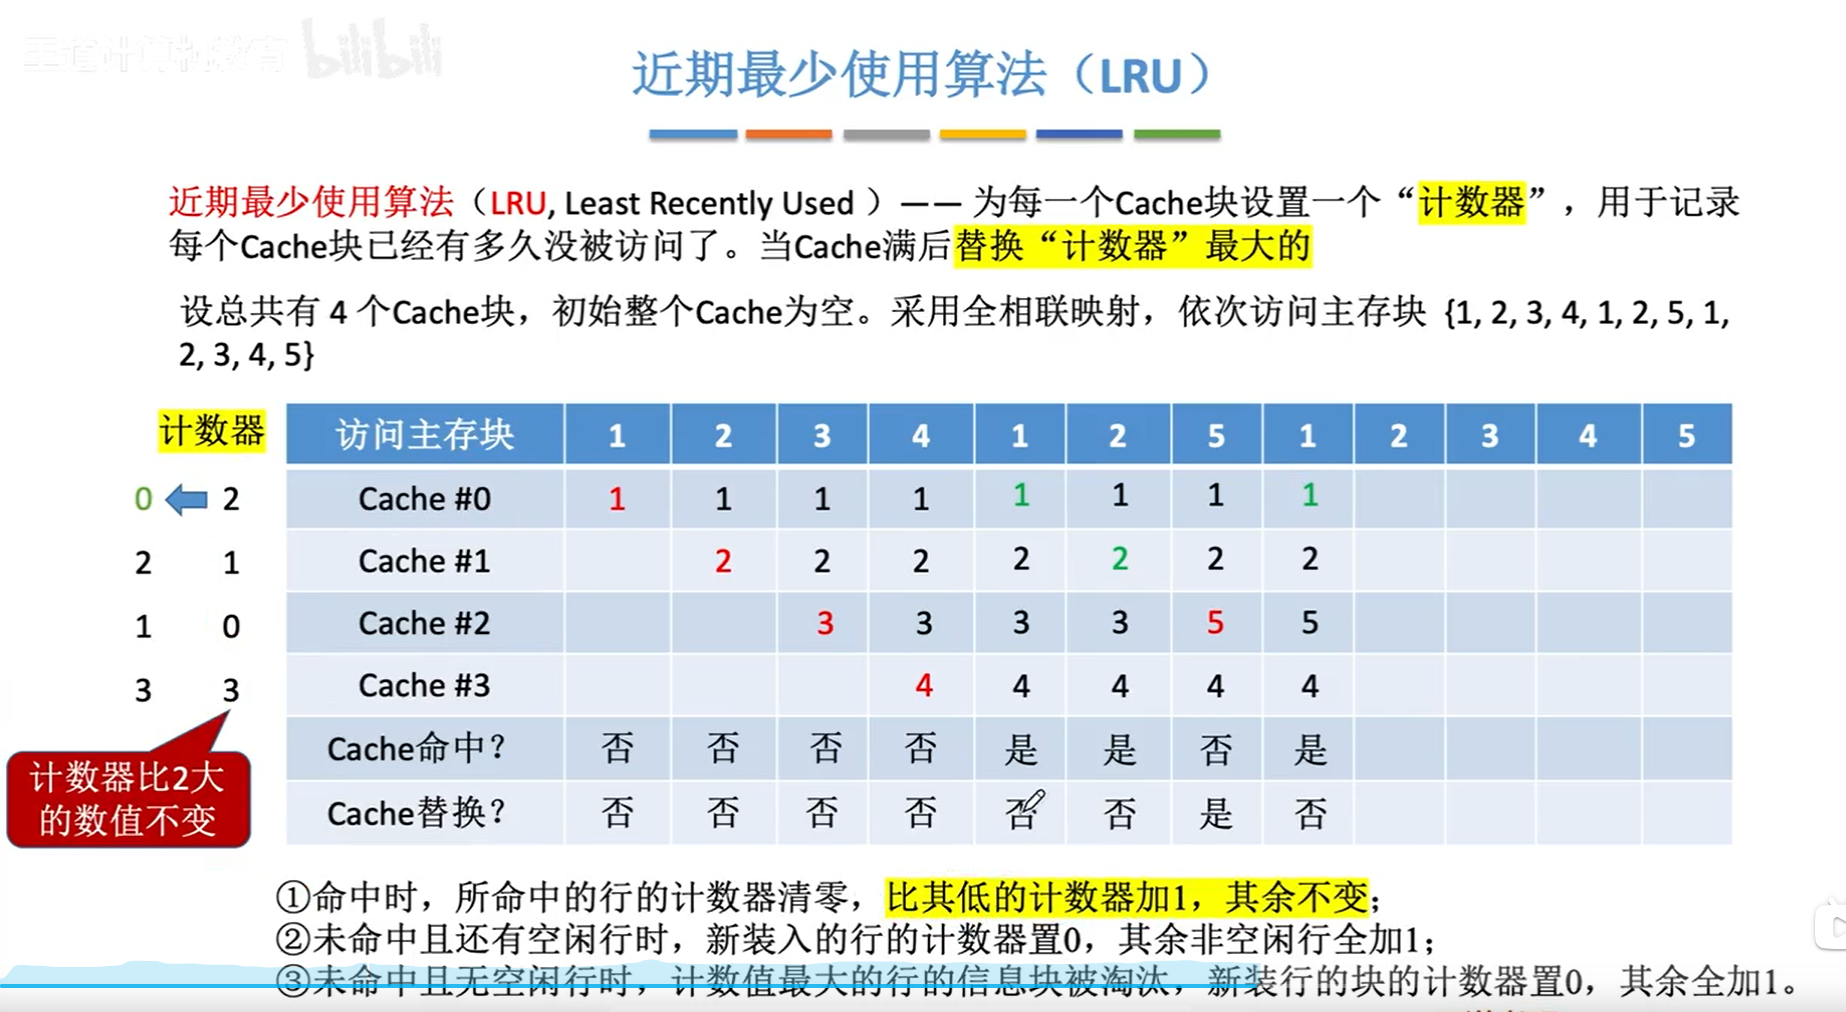 王道计算机教育 bilibili
近期最少使用算法（LRU）
近期最少使用算法（LRU, Least Recently Used ）—— 为每一个Cache块设置一个“计数器”，用于记录
每个Cache块已经有多久没被访问了。当Cache满后替换“计数器”最大的
设总共有 4 个Cache块，初始整个Cache为空。采用全相联映射，依次访问主存块 {1, 2, 3, 4, 1, 2, 5, 1,
2, 3, 4, 5}
计数器 访问主存块 1 2 3 4 1 2 5 1 2 3 4 5
0 2 Cache #0 1 1 1 1 1 1 1 1
2 1 Cache #1 2 2 2 2 2 2 2
1 0 Cache #2 3 3 3 3 5 5
3 3 Cache #3 4 4 4 4 4
Cache命中? 否 否 否 否 是 是 否 是
计数器比2大
的数值不变
Cache替换? 否 否 否 否 否 否 是 否
①命中时，所命中的行的计数器清零，比其低的计数器加1，其余不变；
②未命中且还有空闲行时，新装入的行的计数器置0，其余非空闲行全加1；
③未命中且无空闲行时，计数值最大的行的信息块被淘汰，新装行的块的计数器置0，其余全加1。